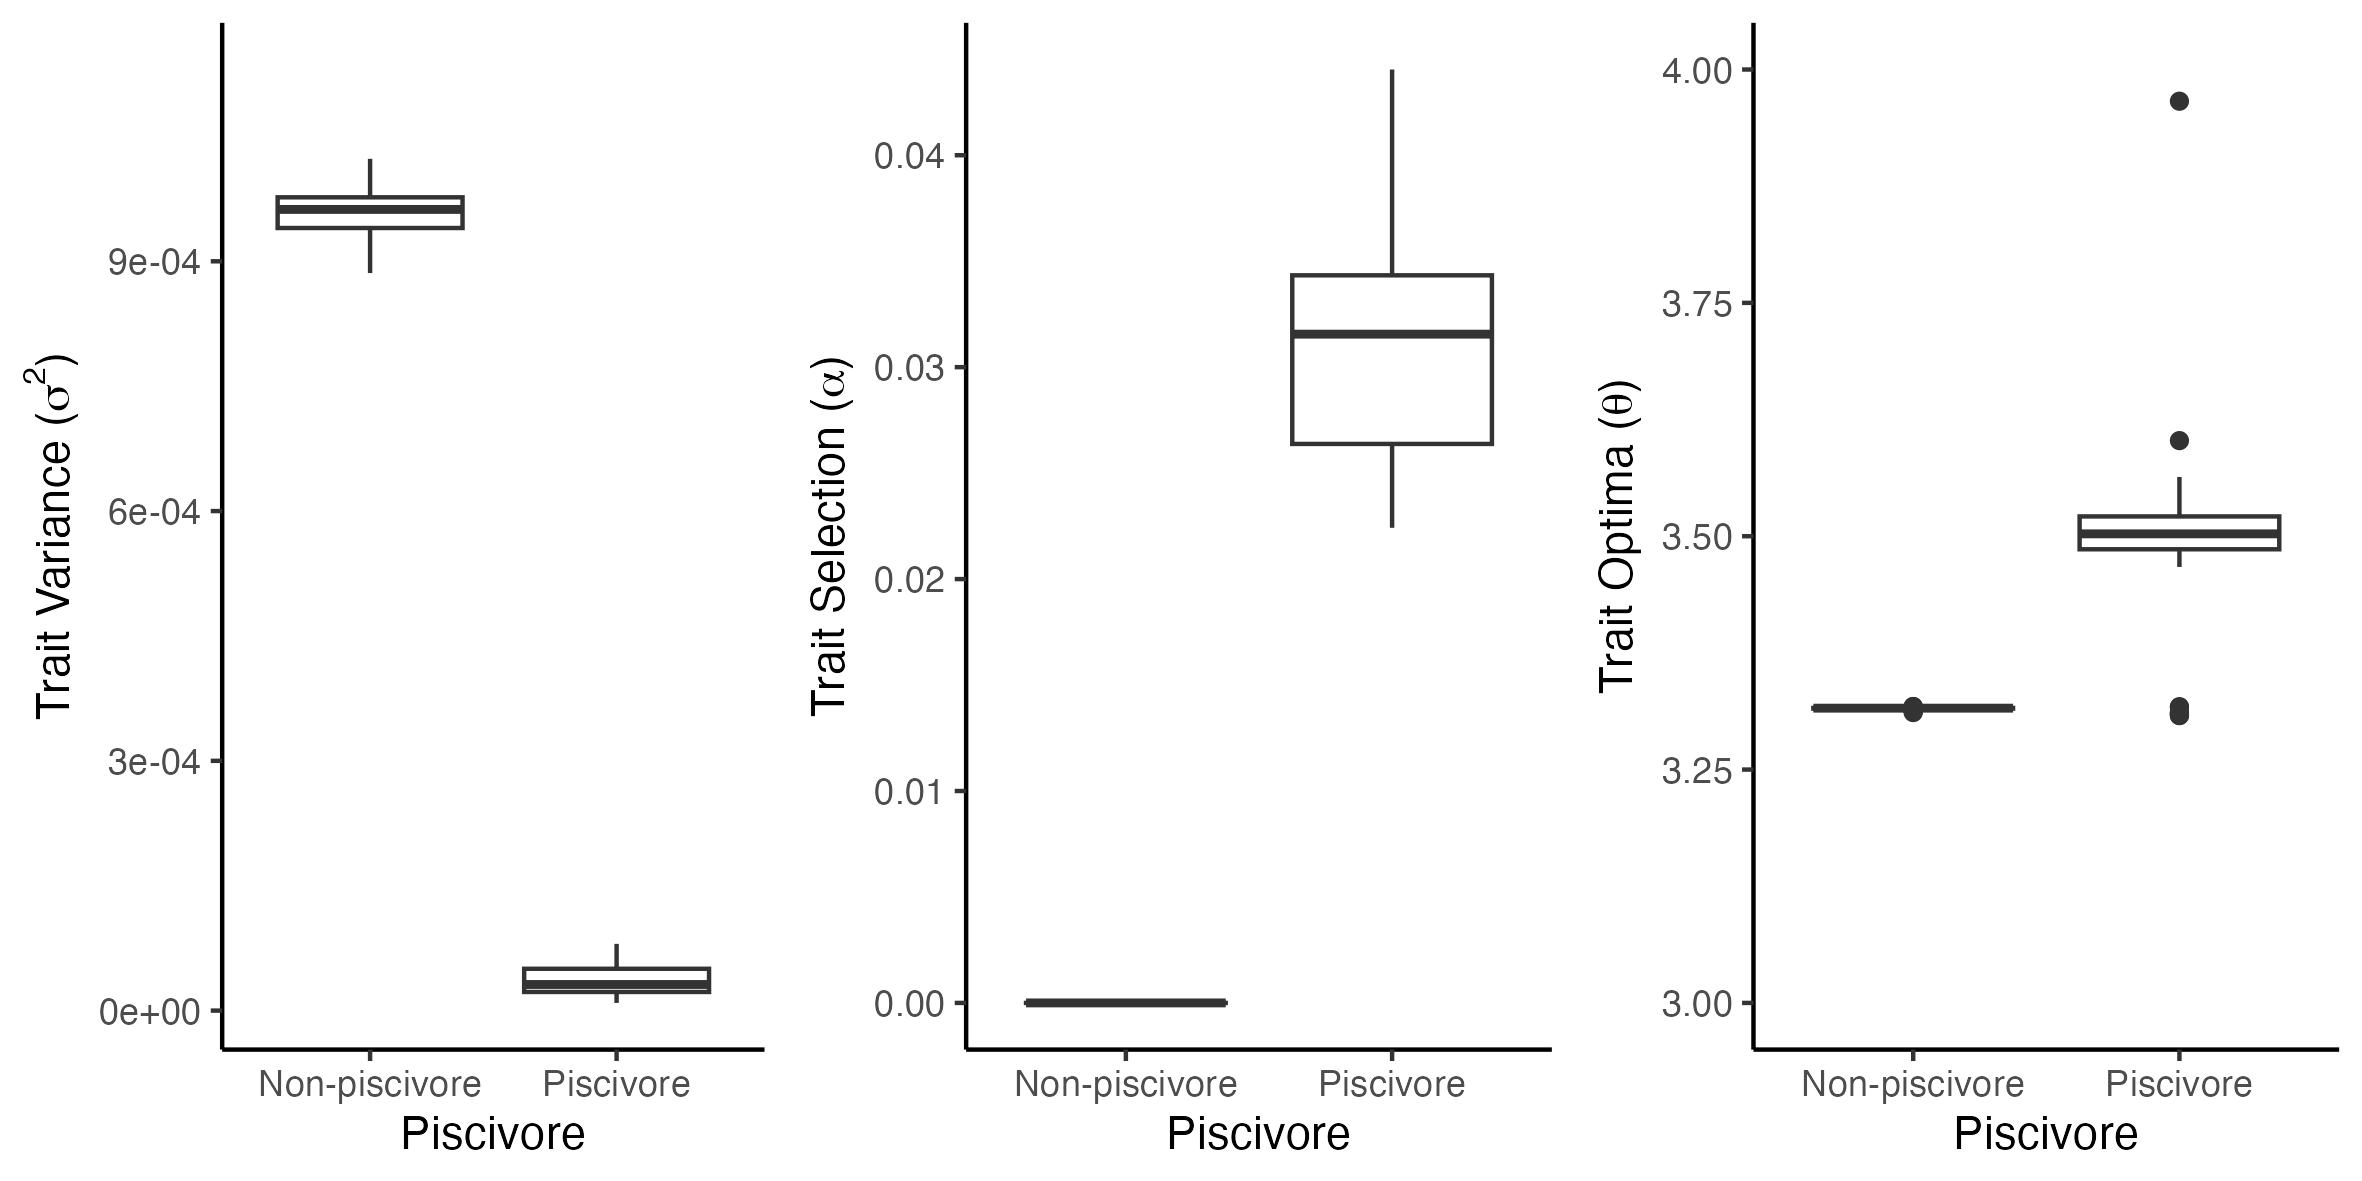 Trait Variance (σ²)
9e-04
6e-04
3e-04
0e+00
Non-piscivore Piscivore
Piscivore
Trait Selection (α)
0.04
0.03
0.02
0.01
0.00
Non-piscivore Piscivore
Piscivore
Trait Optima (θ)
4.00
3.75
3.50
3.25
3.00
Non-piscivore Piscivore
Piscivore